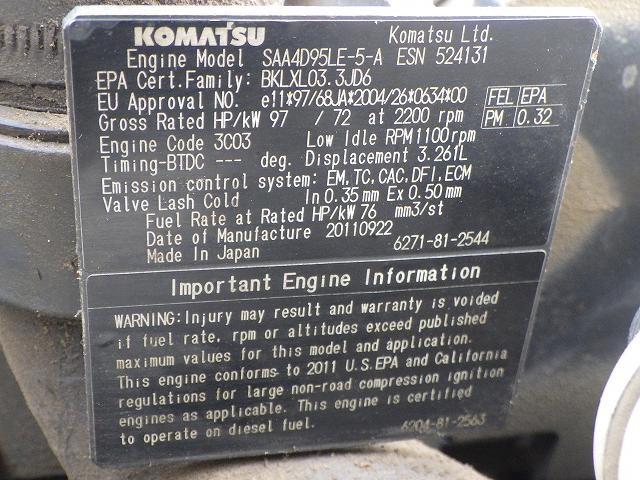 KOMATSU Komatsu Ltd.
Engine Model SAA4D95LE-5-A ESN 524131
EPA Cert.Family: BKLXL03.3JD6
EU Approval NO. e11*97/68JA*2004/26*0634*00 FEL EPA
Gross Rated HP/kW 97 / 72 at 2200 rpm PM 0.32
Engine Code 3C03 Low Idle RPM1100rpm
Timing-BTDC --- deg. Displacement 3.261L
Emission control system: EM,TC,CAC,DFI,ECM
Valve Lash Cold In 0.35 mm Ex 0.50 mm
Fuel Rate at Rated HP/kW 76 mm3/st
Date of Manufacture 20110922
Made In Japan 6271-81-2544
Important Engine Information
WARNING:Injury may result and warranty is voided
if fuel rate, rpm or altitudes exceed published
maximum values for this model and application.
This engine conforms to 2011 U.S.EPA and California
regulations for large non-road compression ignition
engines as applicable. This engine is certified
to operate on diesel fuel. 6204-81-2563